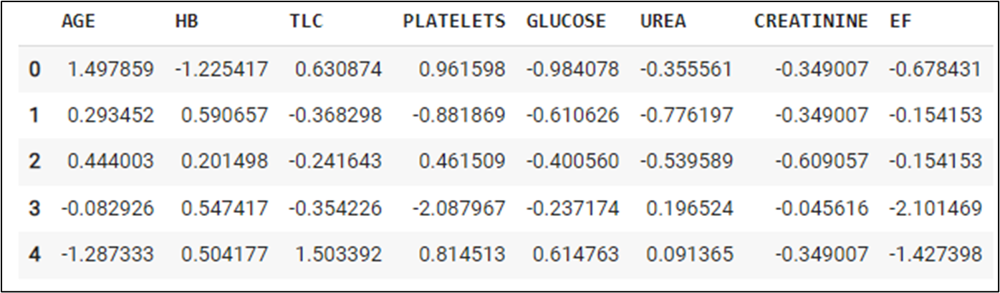 AGE HB TLC PLATELETS GLUCOSE UREA CREATININE EF
0 1.497859 -1.225417 0.630874 0.961598 -0.984078 -0.355561 -0.349007 -0.678431
1 0.293452 0.590657 -0.368298 -0.881869 -0.610626 -0.776197 -0.349007 -0.154153
2 0.444003 0.201498 -0.241643 0.461509 -0.400560 -0.539589 -0.609057 -0.154153
3 -0.082926 0.547417 -0.354226 -2.087967 -0.237174 0.196524 -0.045616 -2.101469
4 -1.287333 0.504177 1.503392 0.814513 0.614763 0.091365 -0.349007 -1.427398